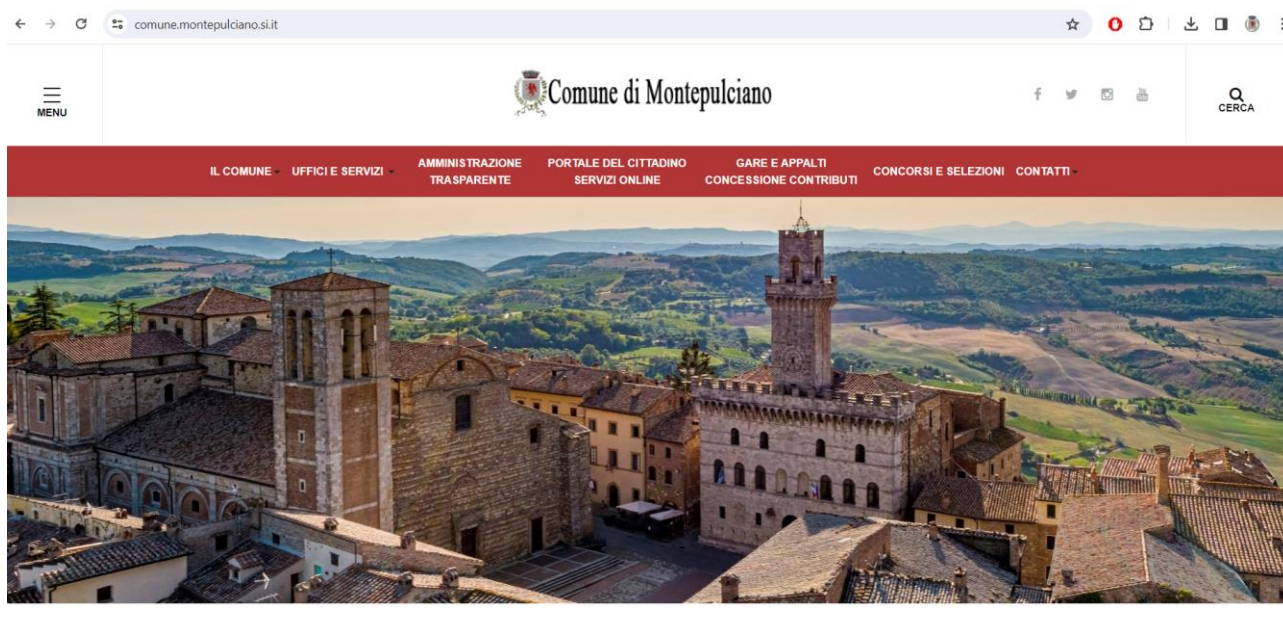 comune.montepulciano.si.it
MENU
Comune di Montepulciano
CERCA
IL COMUNE
UFFICI E SERVIZI
AMMINISTRAZIONE
TRASPARENTE
PORTALE DEL CITTADINO
SERVIZI ONLINE
GARE E APPALTI
CONCESSIONE CONTRIBUTI
CONCORSI E SELEZIONI
CONTATTI